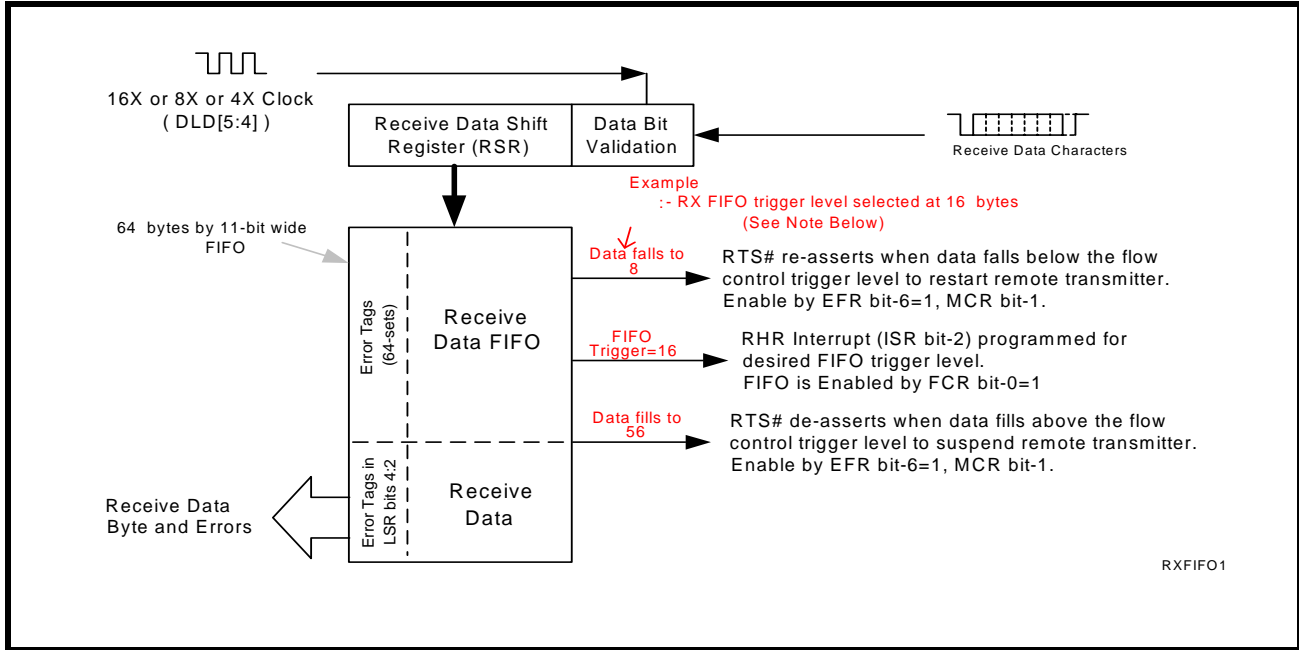 16X or 8X or 4X Clock
( DLD[5:4] )
Receive Data Shift
Register (RSR)
Data Bit
Validation
Receive Data Characters
Example
:- RX FIFO trigger level selected at 16 bytes
(See Note Below)
64 bytes by 11-bit wide
FIFO
Data falls to
8
RTS# re-asserts when data falls below the flow
control trigger level to restart remote transmitter.
Enable by EFR bit-6=1, MCR bit-1.
Error Tags
(64-sets)
Receive
Data FIFO
FIFO
Trigger=16
RHR Interrupt (ISR bit-2) programmed for
desired FIFO trigger level.
FIFO is Enabled by FCR bit-0=1
Data fills to
56
RTS# de-asserts when data fills above the flow
control trigger level to suspend remote transmitter.
Enable by EFR bit-6=1, MCR bit-1.
Error Tags in
LSR bits 4:2
Receive
Data
Receive Data
Byte and Errors
RXFIFO1